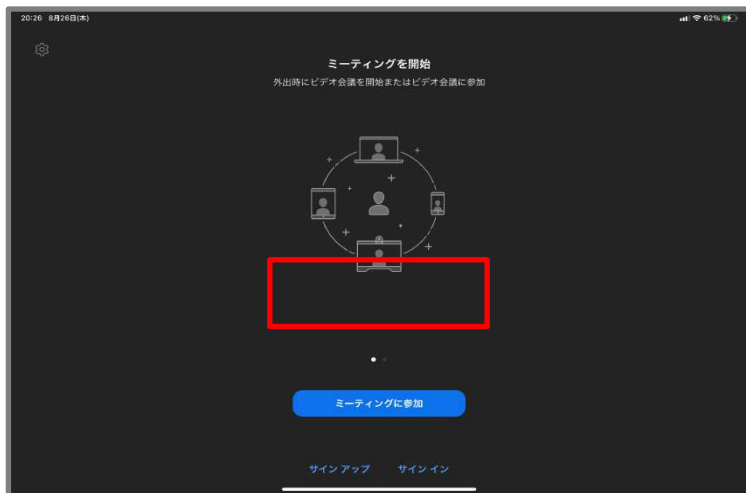 20:26 8月26日(木)
62%
ミーティングを開始
外出時にビデオ会議を開始またはビデオ会議に参加
ミーティングに参加
サイン アップ サイン イン